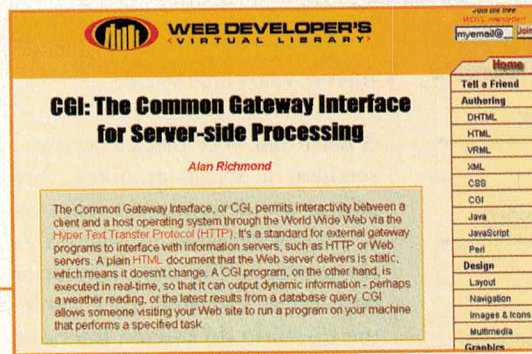 WEB DEVELOPER'S
<VIRTUAL LIBRARY>
Join the free
WDVL newsletter!
myemail@
Join
Home
Tell a Friend
Authoring
DHTML
HTML
VRML
XML
CSS
CGI
Java
JavaScript
Perl
Design
Layout
Navigation
Images & Icons
Multimedia
Graphics
CGI: The Common Gateway Interface
for Server-side Processing
Alan Richmond
The Common Gateway Interface, or CGI, permits interactivity between a
client and a host operating system through the World Wide Web via the
Hyper Text Transfer Protocol (HTTP). It's a standard for external gateway
programs to interface with information servers, such as HTTP or Web
servers. A plain HTML document that the Web server delivers is static,
which means it doesn't change. A CGI program, on the other hand, is
executed in real-time, so that it can output dynamic information - perhaps
a weather reading, or the latest results from a database query. CGI
allows someone visiting your Web site to run a program on your machine
that performs a specified task.